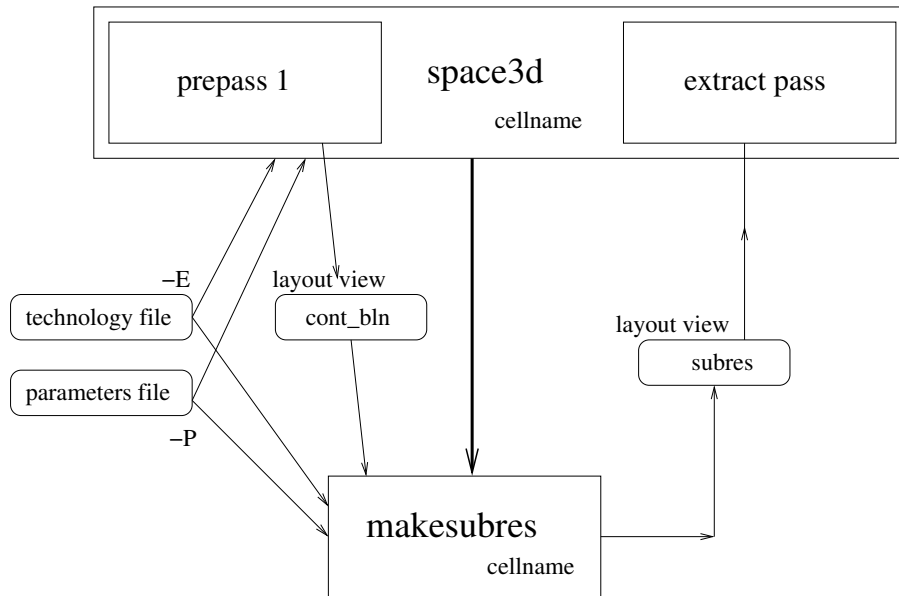 prepass 1
space3d
cellname
extract pass
–E
layout view
technology file
cont_bln
layout view
subres
parameters file
–P
makesubres
cellname